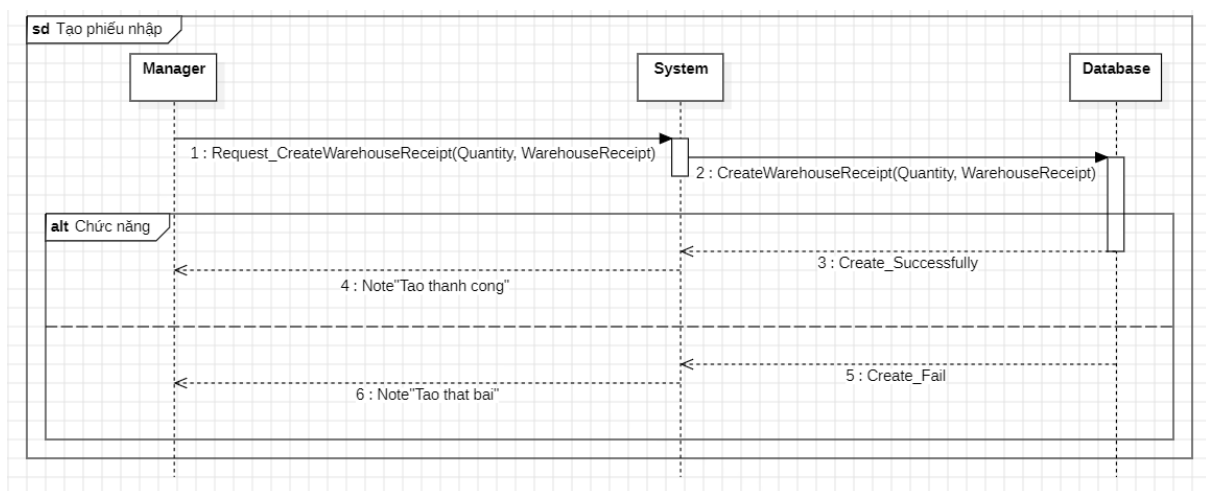 sd Tạo phiếu nhập
Manager
System
Database
1 : Request_CreateWarehouseReceipt(Quantity, WarehouseReceipt)
2 : CreateWarehouseReceipt(Quantity, WarehouseReceipt)
alt Chức năng
3 : Create_Successfully
4 : Note"Tao thanh cong"
5 : Create_Fail
6 : Note"Tao that bai"